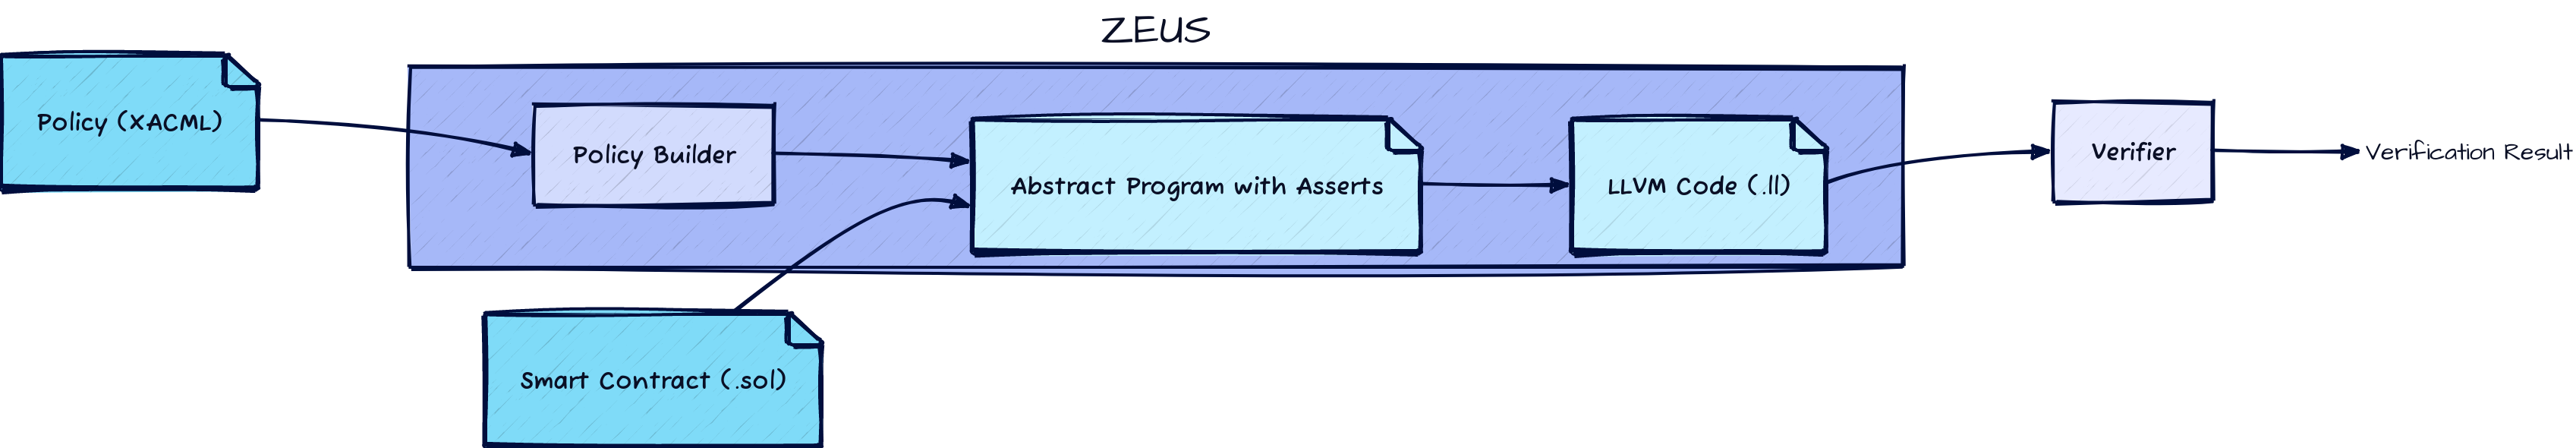 ZEUS
Policy (XACML)
Policy Builder
Abstract Program with Asserts
LLVM Code (.ll)
Verifier
Verification Result
Smart Contract (.sol)